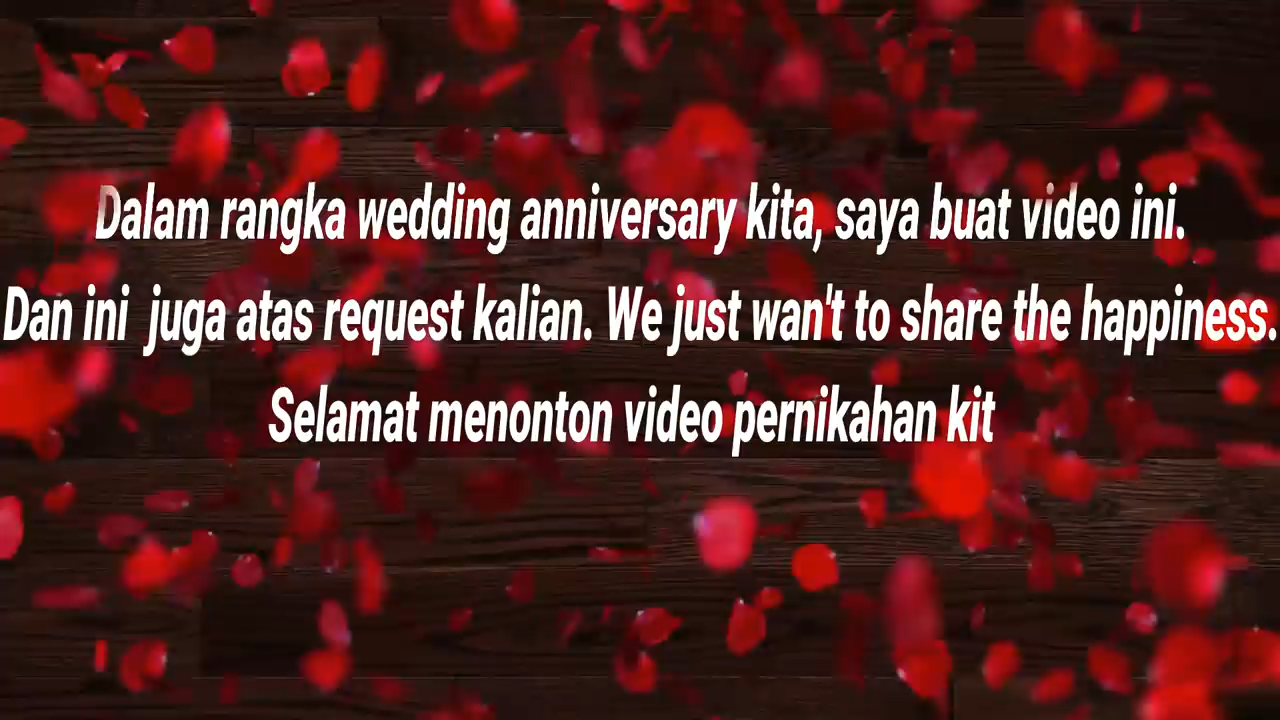 Dalam rangka wedding anniversary kita, saya buat video ini.
Dan ini  juga atas request kalian. We just wan't to share the happiness.
Selamat menonton video pernikahan kit